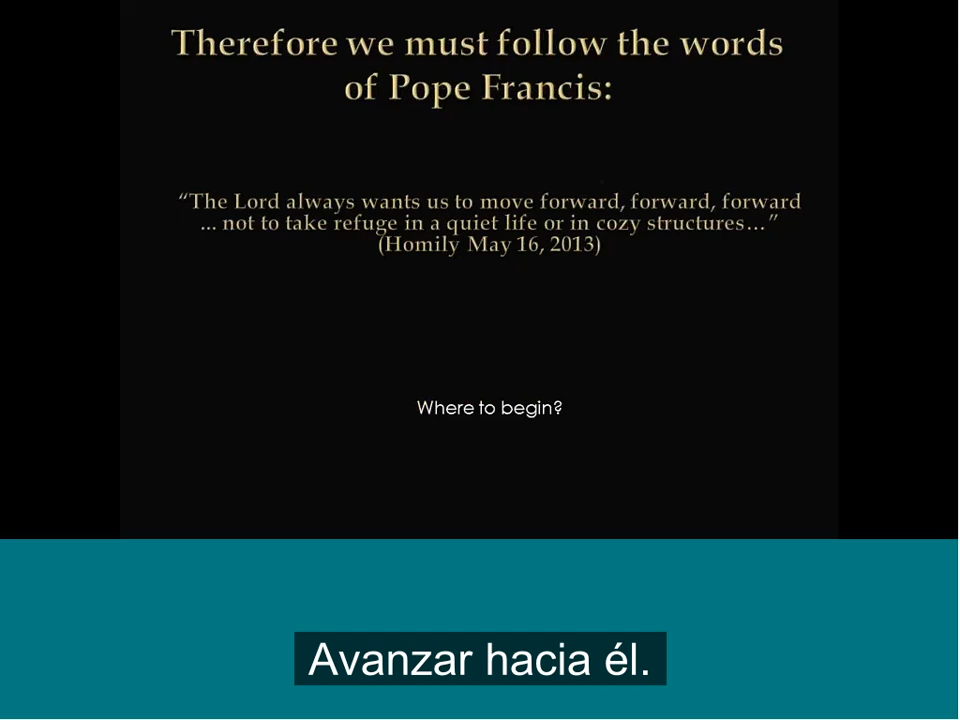 Therefore we must follow the words
of Pope Francis:
“The Lord always wants us to move forward, forward, forward
... not to take refuge in a quiet life or in cozy structures…”
(Homily May 16, 2013)
Where to begin?
Avanzar hacia él.